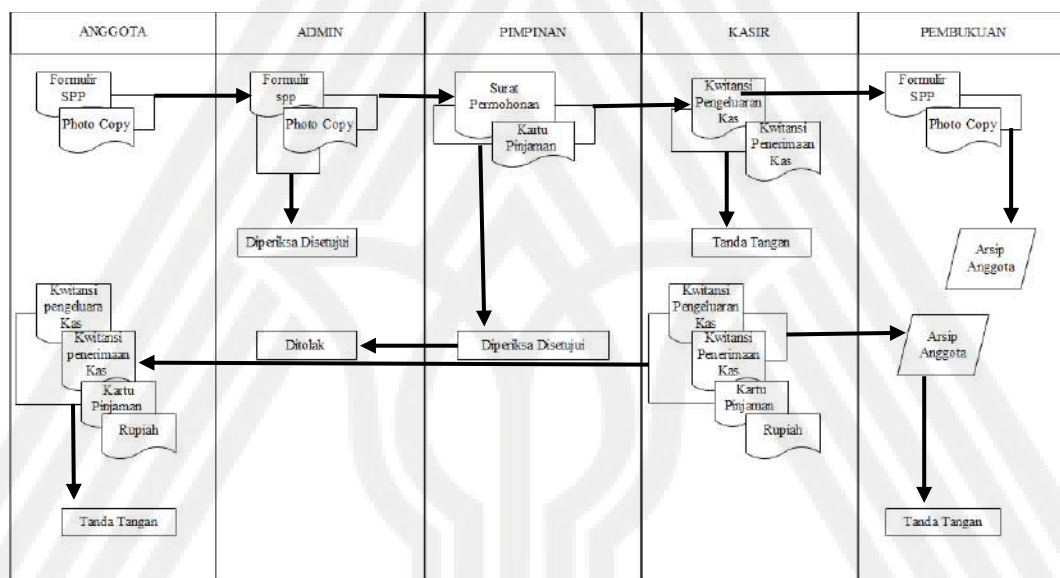 ANGGOTA
ADMIN
PIMPINAN
KASIR
PEMBUKUAN
Formulir
SPP
Photo Copy
Formulir
spp
Photo Copy
Surat
Permohonan
Kartu
Pinjaman
Kwitansi
Pengeluaran
Kas
Kwitansi
Penerimaan
Kas
Formulir
SPP
Photo Copy
Diperiksa Disetujui
Tanda Tangan
Arsip
Anggota
Kwitansi
pengeluara
Kas
Kwitansi
penerimaan
Kas
Kartu
Pinjaman
Rupiah
Ditolak
Diperiksa Disetujui
Kwitansi
Pengeluaran
Kas
Kwitansi
Penerimaan
Kas
Kartu
Pinjaman
Rupiah
Arsip
Anggota
Tanda Tangan
Tanda Tangan